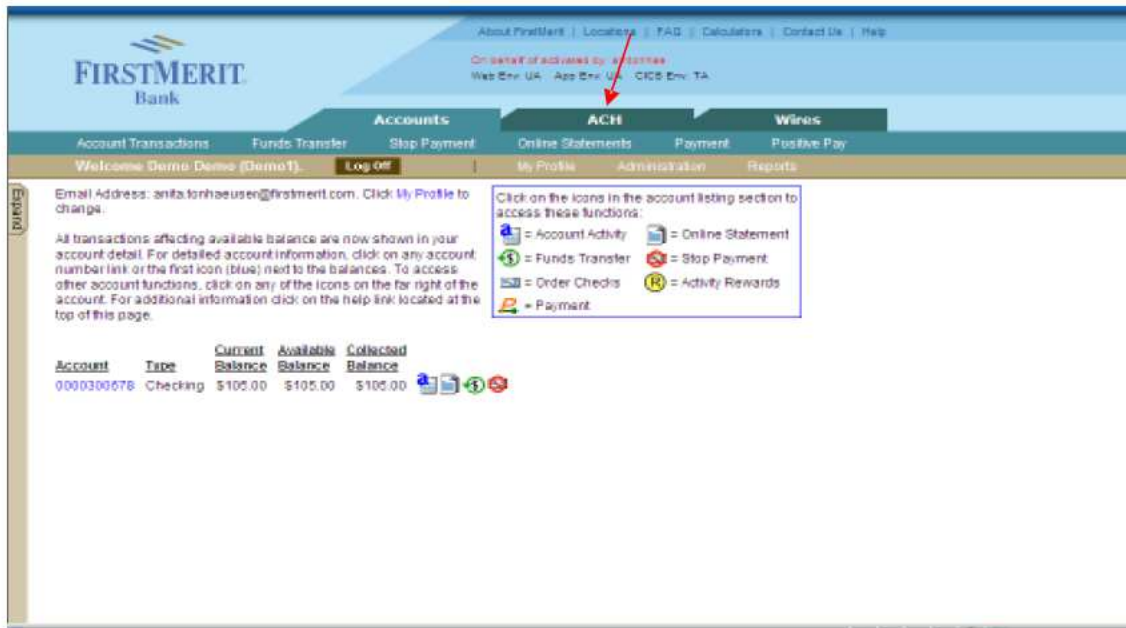 About FirstMerit | Locations | FAQ | Calculators | Contact Us | Help
FIRSTMERIT
Bank
On behalf of activated by:
Web Env: UA App Env: UA CICS Env: TA
Accounts ACH Wires
Account Transactions Funds Transfer Stop Payment Online Statements Payment Positive Pay
Welcome Demo Demo (Demo1). Log Off | My Profile Administration Reports
Expand
Email Address: anita.tonhaeuser@firstmerit.com. Click My Profile to
change.
All transactions affecting available balance are now shown in your
account detail. For detailed account information, click on any account
number link or the first icon (blue) next to the balances. To access
other account functions, click on any of the icons on the far right of the
account. For additional information click on the help link located at the
top of this page.
Click on the icons in the account listing section to
access these functions:
= Account Activity = Online Statement
= Funds Transfer = Stop Payment
= Order Checks = Activity Rewards
= Payment
Current Available Collected
Account Type Balance Balance Balance
0000300678 Checking $105.00 $105.00 $105.00